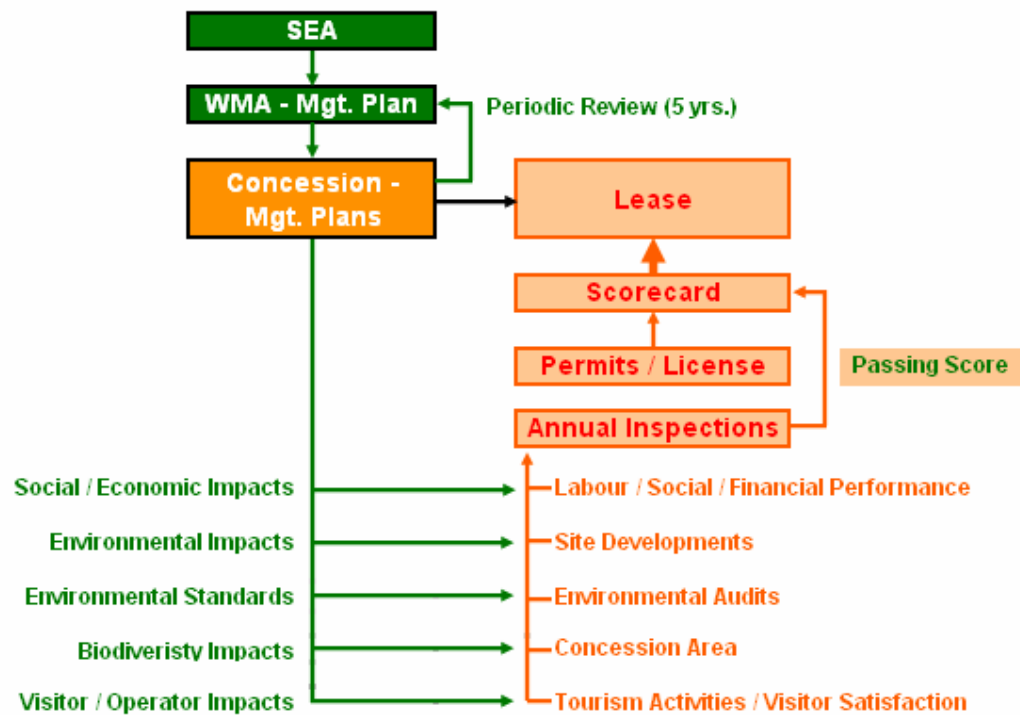 SEA
WMA - Mgt. Plan
Periodic Review (5 yrs.)
Concession -
Mgt. Plans
Lease
Scorecard
Permits / License
Passing Score
Annual Inspections
Social / Economic Impacts
Labour / Social / Financial Performance
Environmental Impacts
Site Developments
Environmental Standards
Environmental Audits
Biodiveristy Impacts
Concession Area
Visitor / Operator Impacts
Tourism Activities / Visitor Satisfaction